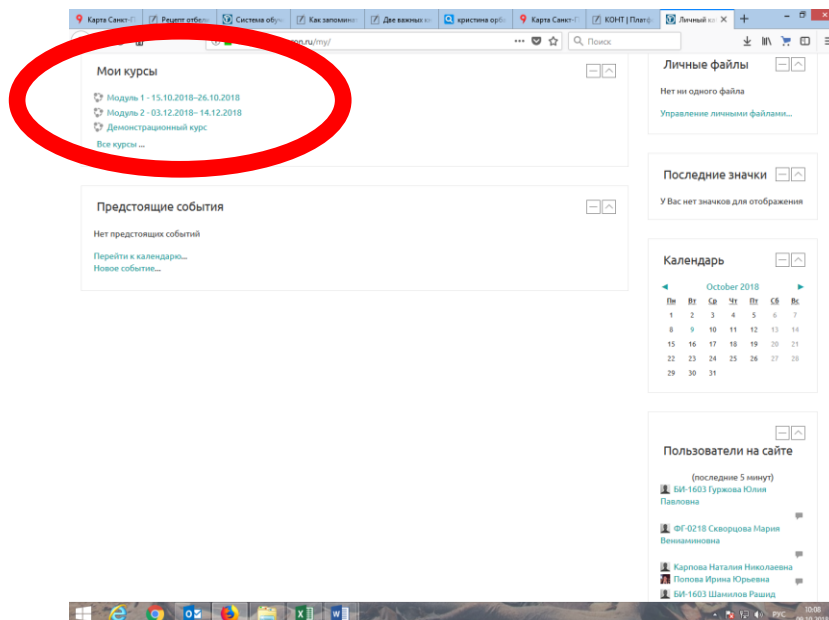 Карта Санкт-П
Рецепт отбели
Система обуч
Как запомина
Две важных
кристина орб
Карта Санкт-П
КОНТ | Платф
Личный ка
on.ru/my/
Поиск
Мои курсы
Модуль 1 - 15.10.2018–26.10.2018
Модуль 2 - 03.12.2018– 14.12.2018
Демонстрационный курс
Все курсы ...
Предстоящие события
Нет предстоящих событий
Перейти к календарю...
Новое событие...
Личные файлы
Нет ни одного файла
Управление личными файлами...
Последние значки
У Вас нет значков для отображения
Календарь
◄ October 2018 ►
Пн Вт Ср Чт Пт Сб Вс
1 2 3 4 5 6 7
8 9 10 11 12 13 14
15 16 17 18 19 20 21
22 23 24 25 26 27 28
29 30 31
Пользователи на сайте
(последние 5 минут)
БИ-1603 Гуржова Юлия
Павловна
ФГ-0218 Скворцова Мария
Вениаминовна
Карпова Наталия Николаевна
Попова Ирина Юрьевна
БИ-1603 Шамилов Рашид
РУС
10:08
09.10.2018